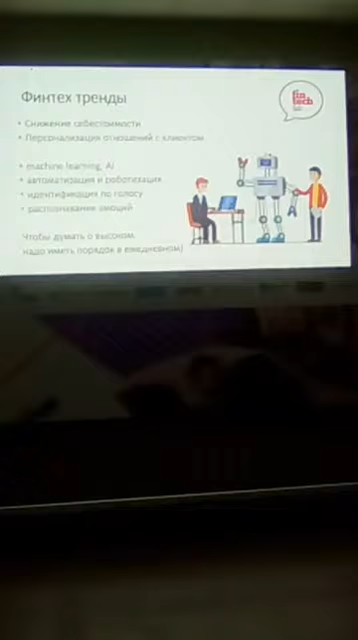 Финтех тренды
fin
tech
• Снижение себестоимости
• Персонализация отношений с клиентом
• machine learning, AI
• автоматизация и роботизация
• идентификация по голосу
• распознавание эмоций
Чтобы думать о высоком
надо иметь порядок в ежедневном)